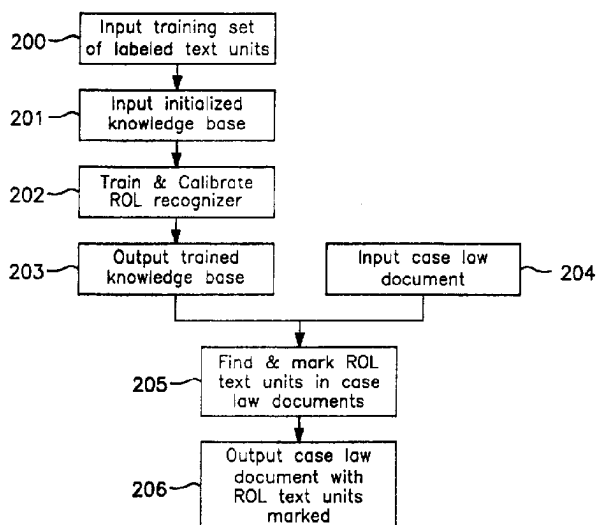 200
Input training set
of labeled text units
201
Input initialized
knowledge base
202
Train & Calibrate
ROL recognizer
203
Output trained
knowledge base
Input case law
document
204
205
Find & mark ROL
text units in case
law documents
206
Output case law
document with
ROL text units
marked